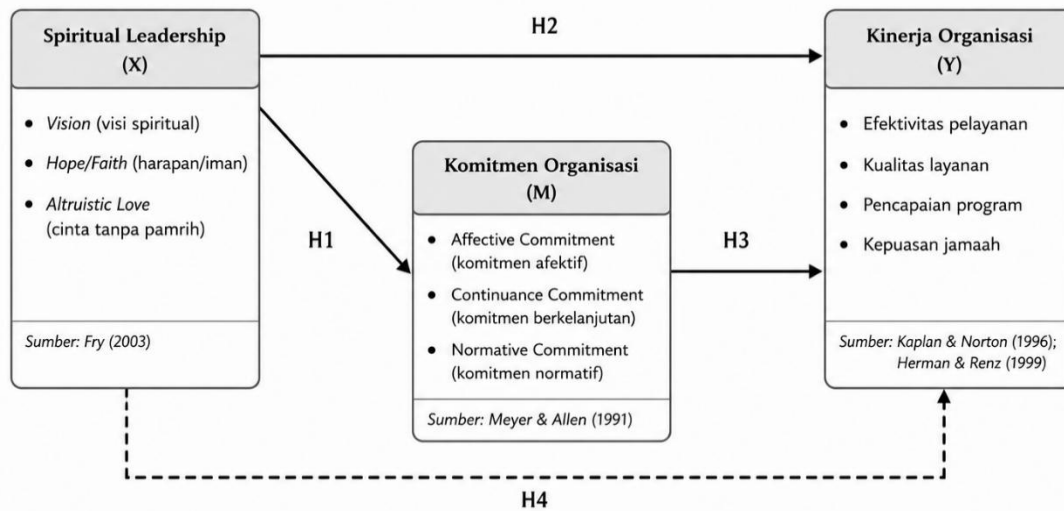 Spiritual Leadership
(X)
• Vision (visi spiritual)
• Hope/Faith (harapan/iman)
• Altruistic Love
(cinta tanpa pamrih)
Sumber: Fry (2003)
H2
H1
Komitmen Organisasi
(M)
• Affective Commitment
(komitmen afektif)
• Continuance Commitment
(komitmen berkelanjutan)
• Normative Commitment
(komitmen normatif)
Sumber: Meyer & Allen (1991)
H3
Kinerja Organisasi
(Y)
• Efektivitas pelayanan
• Kualitas layanan
• Pencapaian program
• Kepuasan jamaah
Sumber: Kaplan & Norton (1996);
Herman & Renz (1999)
H4